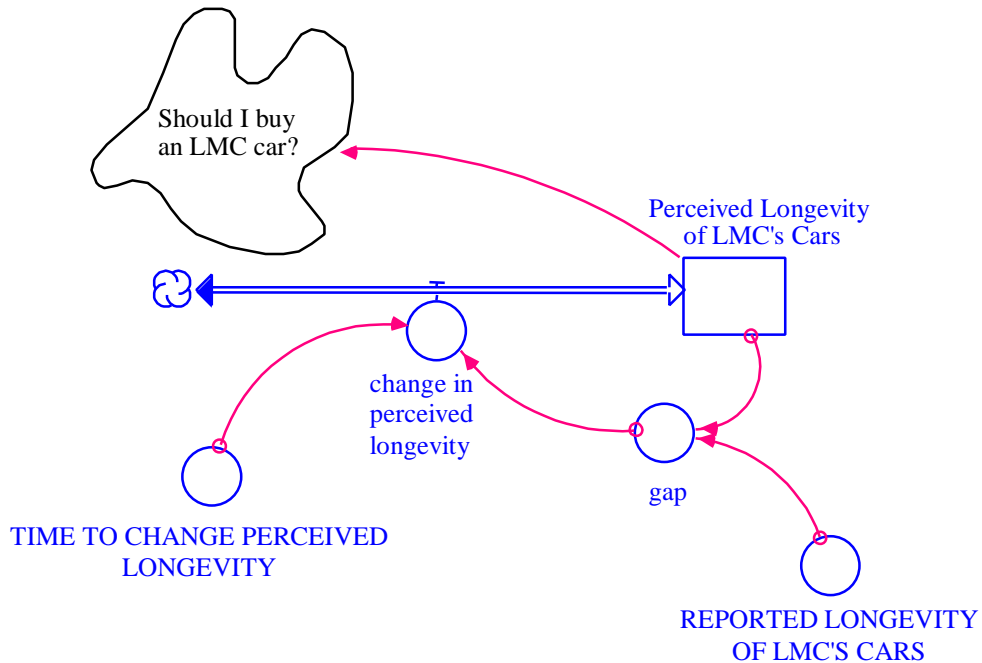 Should I buy
an LMC car?
Perceived Longevity
of LMC's Cars
change in
perceived
longevity
gap
TIME TO CHANGE PERCEIVED
LONGEVITY
REPORTED LONGEVITY
OF LMC'S CARS